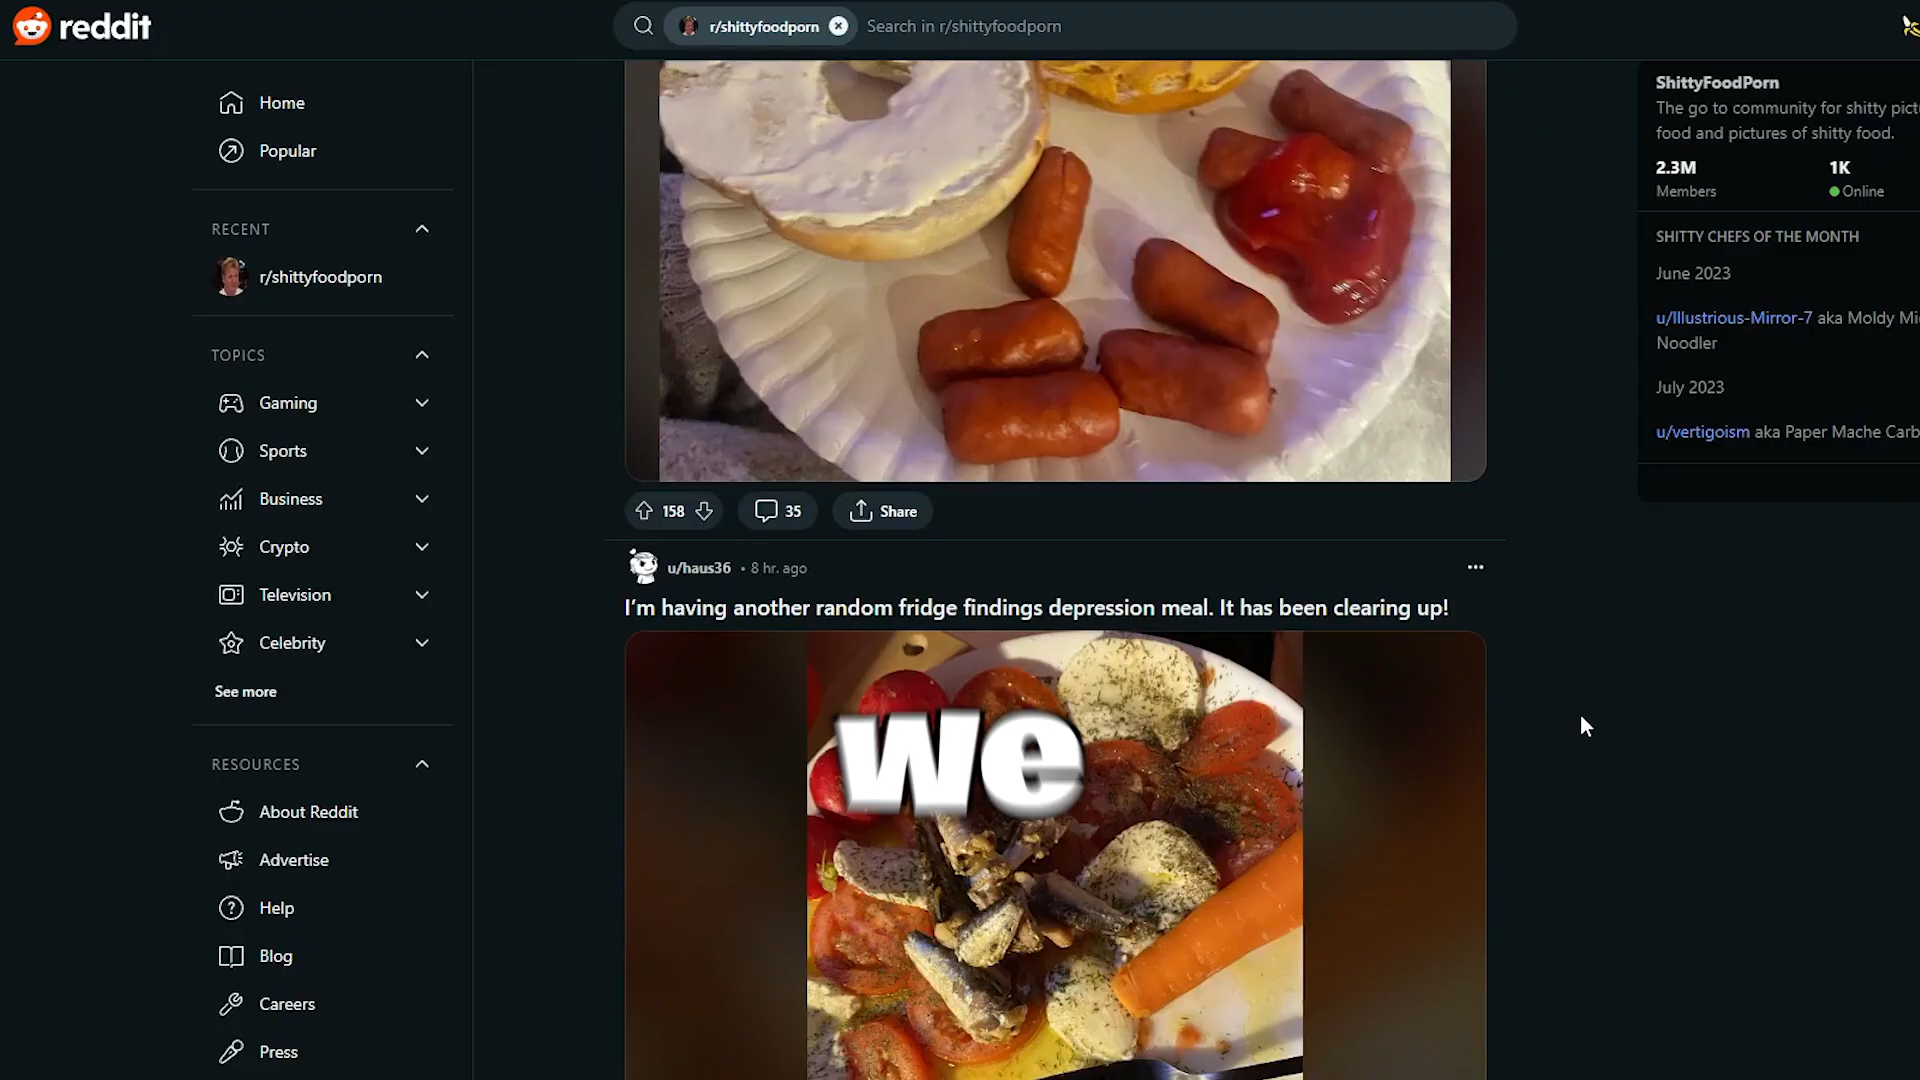 reddit
r/shittyfoodporn
Search in r/shittyfoodporn
Home
Popular
RECENT
r/shittyfoodporn
TOPICS
Gaming
Sports
Business
Crypto
Television
Celebrity
See more
RESOURCES
About Reddit
Advertise
Help
Blog
Careers
Press
158
35
Share
u/haus36 • 8 hr. ago
I'm having another random fridge findings depression meal. It has been clearing up!
we
ShittyFoodPorn
The go to community for shitty
food and pictures of shitty food.
2.3M
1K
Members
Online
SHITTY CHEFS OF THE MONTH
June 2023
u/Illustrious-Mirror-7 aka Moldy
Noodler
July 2023
u/vertigoism aka Paper Mache